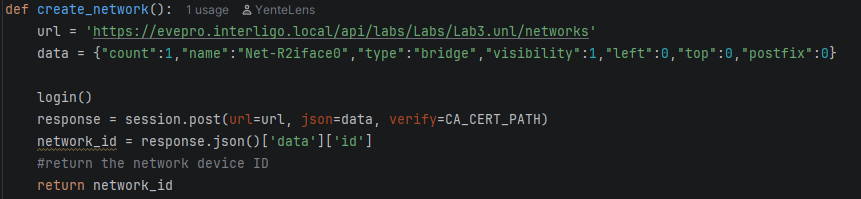 def create_network():  1 usage  YenteLens
    url = 'https://evepro.interligo.local/api/labs/Labs/Lab3.unl/networks'
    data = {"count":1,"name":"Net-R2iface0","type":"bridge","visibility":1,"left":0,"top":0,"postfix":0}
    login()
    response = session.post(url=url, json=data, verify=CA_CERT_PATH)
    network_id = response.json()['data']['id']
    #return the network device ID
    return network_id